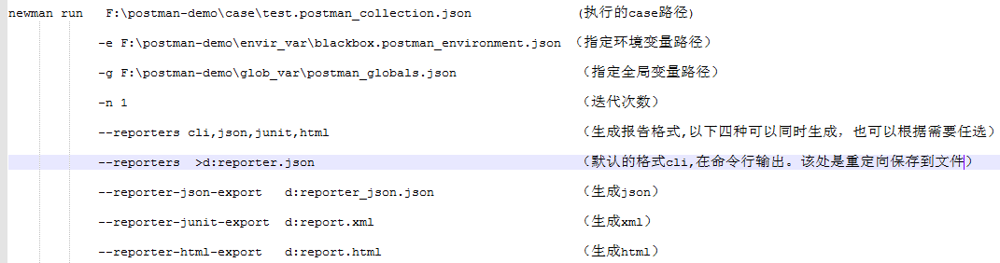 newman run   F:\postman-demo\case\test.postman_collection.json (执行的case路径)
-e F:\postman-demo\envir_var\blackbox.postman_environment.json （指定环境变量路径）
-g F:\postman-demo\glob_var\postman_globals.json （指定全局变量路径）
-n 1 （迭代次数）
--reporters cli,json,junit,html （生成报告格式,以下四种可以同时生成，也可以根据需要任选）
--reporters  >d:reporter.json （默认的格式cli,在命令行输出。该处是重定向保存到文件）
--reporter-json-export   d:reporter_json.json （生成json）
--reporter-junit-export  d:report.xml （生成xml）
--reporter-html-export   d:report.html （生成html）